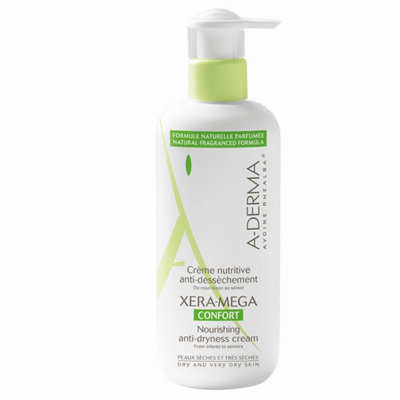 FORMULE NATURELLE PARFUMÉE
NATURAL FRAGRANCED FORMULA
A-DERMA
AVOINE RHEALBA®
Crème nutritive
anti-dessèchement
Du nourrisson au senior
XERA-MEGA
CONFORT
Nourishing
anti-dryness cream
From infants to seniors
PEAUX SÈCHES ET TRÈS SÈCHES
DRY AND VERY DRY SKIN